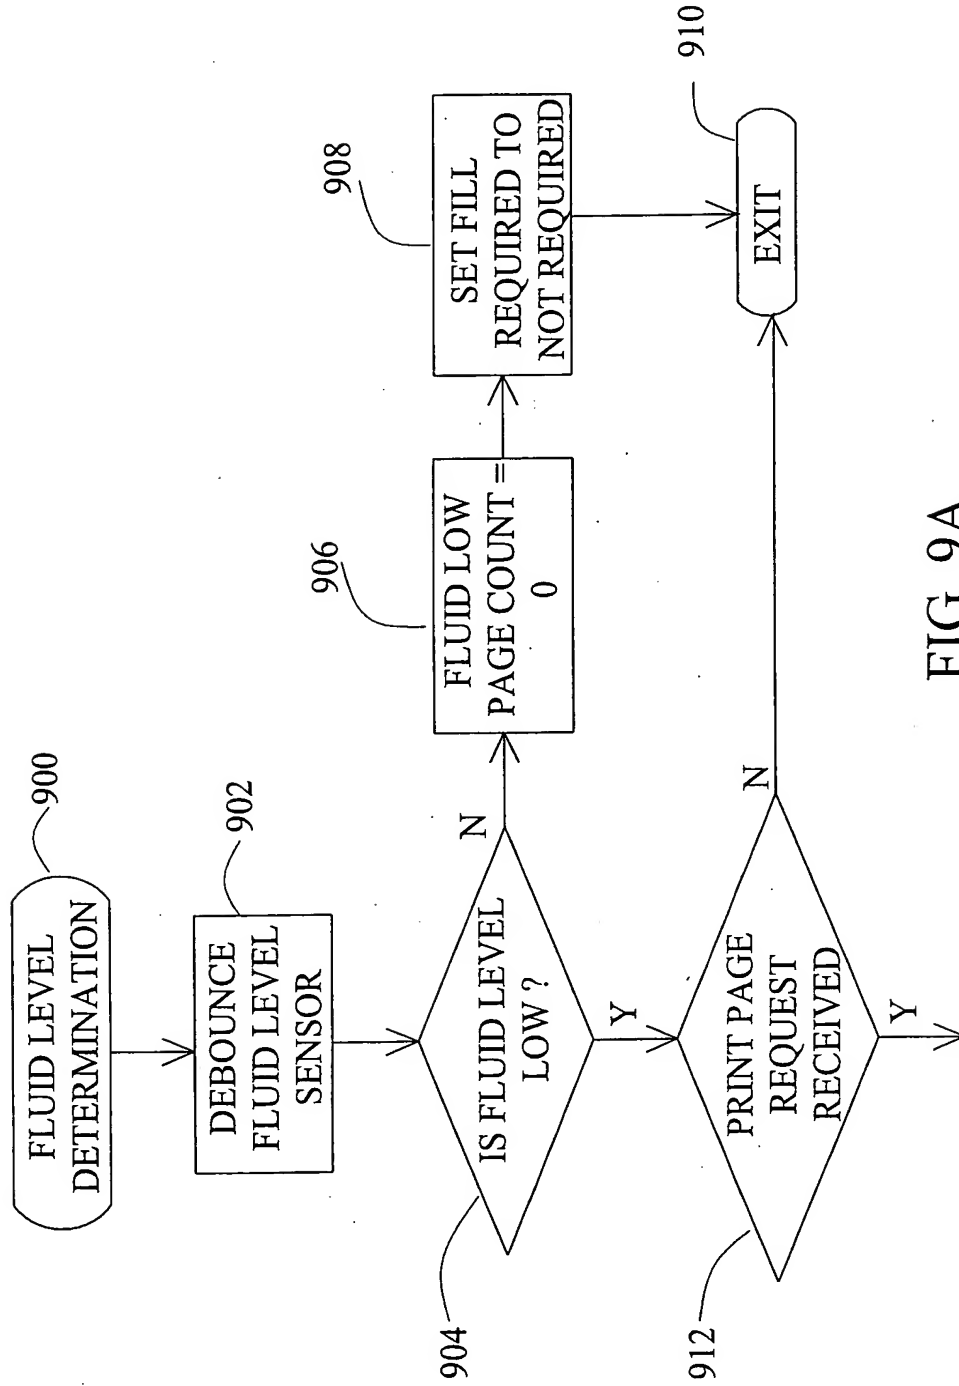 900
FLUID LEVEL
DETERMINATION
902
DEBOUNCE
FLUID LEVEL
SENSOR
904
IS FLUID LEVEL
LOW ?
N
Y
906
FLUID LOW
PAGE COUNT =
0
908
SET FILL
REQUIRED TO
NOT REQUIRED
912
PRINT PAGE
REQUEST
RECEIVED
N
Y
910
EXIT
FIG. 9A